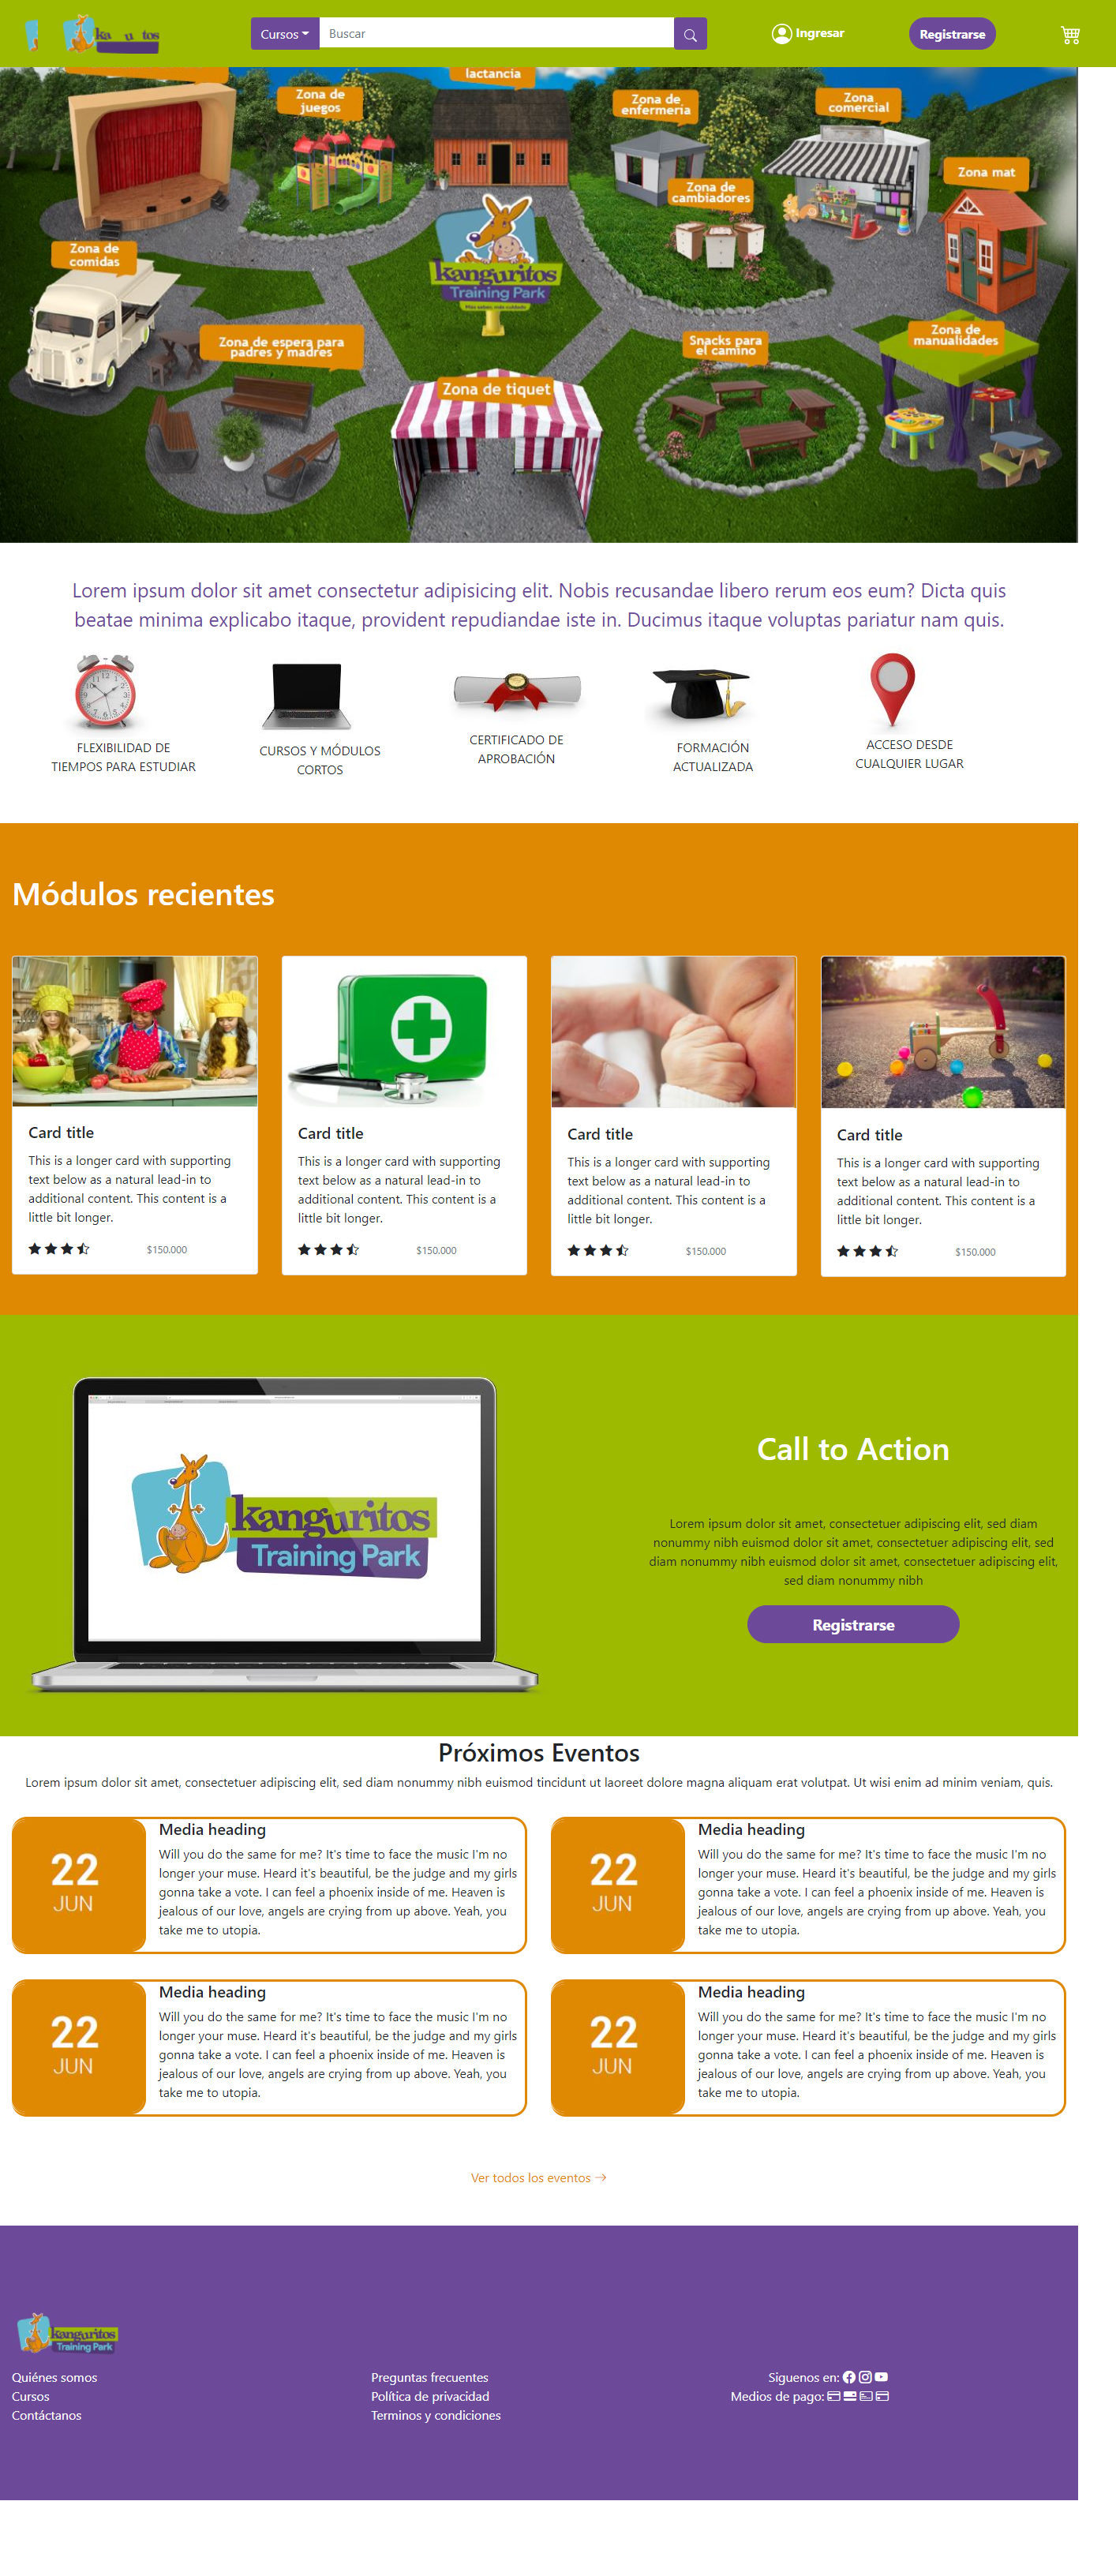 Cursos
Buscar
Ingresar
Registrarse
lactancia
Zona de
juegos
Zona de
enfermería
Zona
comercial
Zona mat
Zona de
cambiadores
Zona de
comidas
kanguritos
Training Park
Zona de espera para
padres y madres
Snacks para
el camino
Zona de
manualidades
Zona de tiquet
Lorem ipsum dolor sit amet consectetur adipisicing elit. Nobis recusandae libero rerum eos eum? Dicta quis
beatae minima explicabo itaque, provident repudiandae iste in. Ducimus itaque voluptas pariatur nam quis.
FLEXIBILIDAD DE
TIEMPOS PARA ESTUDIAR
CURSOS Y MÓDULOS
CORTOS
CERTIFICADO DE
APROBACIÓN
FORMACIÓN
ACTUALIZADA
ACCESO DESDE
CUALQUIER LUGAR
Módulos recientes
Card title
This is a longer card with supporting
text below as a natural lead-in to
additional content. This content is a
little bit longer.
$150.000
Card title
This is a longer card with supporting
text below as a natural lead-in to
additional content. This content is a
little bit longer.
$150.000
Card title
This is a longer card with supporting
text below as a natural lead-in to
additional content. This content is a
little bit longer.
$150.000
Card title
This is a longer card with supporting
text below as a natural lead-in to
additional content. This content is a
little bit longer.
$150.000
kanguritos
Training Park
Call to Action
Lorem ipsum dolor sit amet, consectetuer adipiscing elit, sed diam
nonummy nibh euismod dolor sit amet, consectetuer adipiscing elit, sed
diam nonummy nibh euismod dolor sit amet, consectetuer adipiscing elit,
sed diam nonummy nibh
Registrarse
Próximos Eventos
Lorem ipsum dolor sit amet, consectetuer adipiscing elit, sed diam nonummy nibh euismod tincidunt ut laoreet dolore magna aliquam erat volutpat. Ut wisi enim ad minim veniam, quis.
22
JUN
Media heading
Will you do the same for me? It's time to face the music I'm no
longer your muse. Heard it's beautiful, be the judge and my girls
gonna take a vote. I can feel a phoenix inside of me. Heaven is
jealous of our love, angels are crying from up above. Yeah, you
take me to utopia.
22
JUN
Media heading
Will you do the same for me? It's time to face the music I'm no
longer your muse. Heard it's beautiful, be the judge and my girls
gonna take a vote. I can feel a phoenix inside of me. Heaven is
jealous of our love, angels are crying from up above. Yeah, you
take me to utopia.
22
JUN
Media heading
Will you do the same for me? It's time to face the music I'm no
longer your muse. Heard it's beautiful, be the judge and my girls
gonna take a vote. I can feel a phoenix inside of me. Heaven is
jealous of our love, angels are crying from up above. Yeah, you
take me to utopia.
22
JUN
Media heading
Will you do the same for me? It's time to face the music I'm no
longer your muse. Heard it's beautiful, be the judge and my girls
gonna take a vote. I can feel a phoenix inside of me. Heaven is
jealous of our love, angels are crying from up above. Yeah, you
take me to utopia.
Ver todos los eventos
kanguritos
Training Park
Quiénes somos
Cursos
Contáctanos
Preguntas frecuentes
Política de privacidad
Terminos y condiciones
Siguenos en:
Medios de pago: